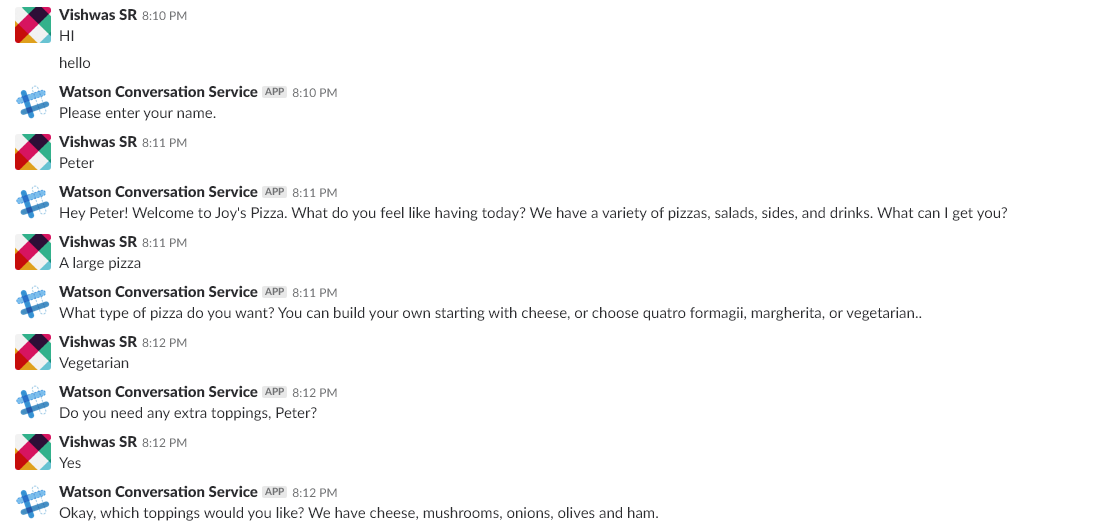 Vishwas SR 8:10 PM
HI
hello
Watson Conversation Service APP 8:10 PM
Please enter your name.
Vishwas SR 8:11 PM
Peter
Watson Conversation Service APP 8:11 PM
Hey Peter! Welcome to Joy's Pizza. What do you feel like having today? We have a variety of pizzas, salads, sides, and drinks. What can I get you?
Vishwas SR 8:11 PM
A large pizza
Watson Conversation Service APP 8:11 PM
What type of pizza do you want? You can build your own starting with cheese, or choose quatro formagii, margherita, or vegetarian..
Vishwas SR 8:12 PM
Vegetarian
Watson Conversation Service APP 8:12 PM
Do you need any extra toppings, Peter?
Vishwas SR 8:12 PM
Yes
Watson Conversation Service APP 8:12 PM
Okay, which toppings would you like? We have cheese, mushrooms, onions, olives and ham.